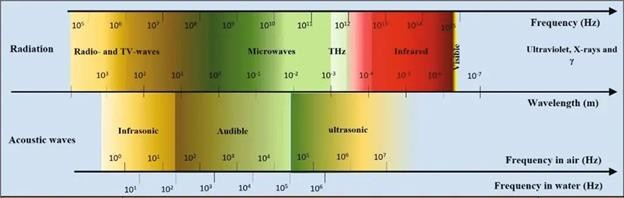 10⁵ 10⁶ 10⁷ 10⁸ 10⁹ 10¹⁰ 10¹¹ 10¹² 10¹³ 10¹⁴ Frequency (Hz)
Radiation Radio- and TV-waves Microwaves THz Infrared Visible Ultraviolet, X-rays and
γ
10³ 10² 10¹ 10⁰ 10⁻² 10⁻³ 10⁻⁴ 10⁻⁵ 10⁻⁶ 10⁻⁷
Wavelength (m)
Acoustic waves Infrasonic Audible ultrasonic
10⁰ 10¹ 10² 10³ 10⁴ 10⁵ 10⁶ 10⁷ Frequency in air (Hz)
10¹ 10² 10³ 10⁴ 10⁵ 10⁶ Frequency in water (Hz)